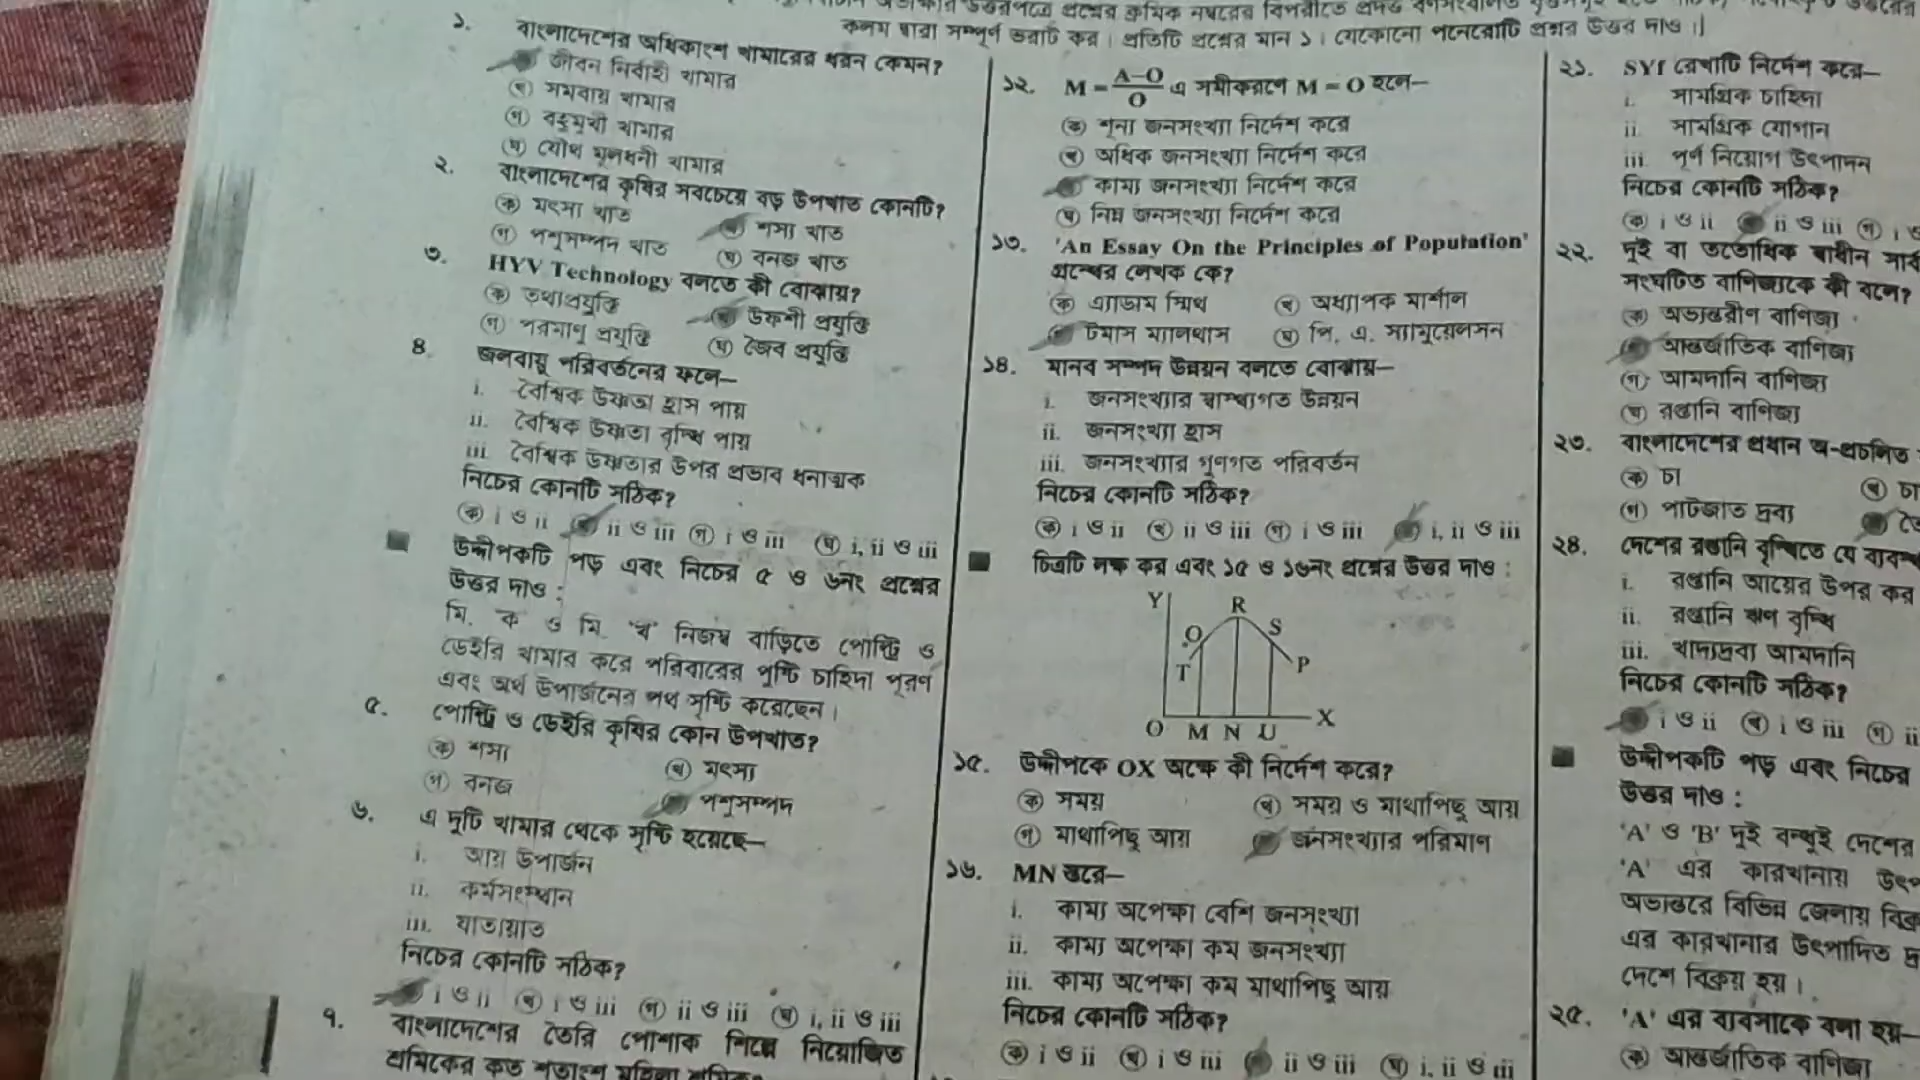 কলম দ্বারা সম্পূর্ণ ভরাট কর। প্রতিটি প্রশ্নের মান ১। যেকোনো পনেরোটি প্রশ্নের উত্তর দাও।]
১. বাংলাদেশের অধিকাংশ খামারের ধরন কেমন?
জীবন নির্বাহী খামার
(খ) সমবায় খামার
(গ) বহুমুখী খামার
(ঘ) যৌথ মূলধনী খামার
২. বাংলাদেশের কৃষির সবচেয়ে বড় উপখাত কোনটি?
(ক) মৎস্য খাত শস্য খাত
(গ) পশুসম্পদ খাত (ঘ) বনজ খাত
৩. HYV Technology বলতে কী বোঝায়?
(ক) তথ্যপ্রযুক্তি উফশী প্রযুক্তি
(গ) পরমাণু প্রযুক্তি (ঘ) জৈব প্রযুক্তি
৪. জলবায়ু পরিবর্তনের ফলে—
i. বৈশ্বিক উষ্ণতা হ্রাস পায়
ii. বৈশ্বিক উষ্ণতা বৃদ্ধি পায়
iii. বৈশ্বিক উষ্ণতার উপর প্রভাব ধনাত্মক
নিচের কোনটি সঠিক?
(ক) i ও ii ii ও iii (গ) i ও iii (ঘ) i, ii ও iii
উদ্দীপকটি পড় এবং নিচের ৫ ও ৬নং প্রশ্নের
উত্তর দাও :
মি. ক ও মি. 'খ' নিজস্ব বাড়িতে পোল্ট্রি ও
ডেইরি খামার করে পরিবারের পুষ্টি চাহিদা পূরণ
এবং অর্থ উপার্জনের পথ সৃষ্টি করেছেন।
৫. পোল্ট্রি ও ডেইরি কৃষির কোন উপখাত?
(ক) শস্য (খ) মৎস্য
(গ) বনজ পশুসম্পদ
৬. এ দুটি খামার থেকে সৃষ্টি হয়েছে—
i. আয় উপার্জন
ii. কর্মসংস্থান
iii. যাতায়াত
নিচের কোনটি সঠিক?
i ও ii (খ) i ও iii (গ) ii ও iii (ঘ) i, ii ও iii
৭. বাংলাদেশের তৈরি পোশাক শিল্পে নিয়োজিত
শ্রমিকের কত শতাংশ মহিলা শ্রমিক?
১২. M = A–O / O এ সমীকরণে M = O হলে—
(ক) শূন্য জনসংখ্যা নির্দেশ করে
(খ) অধিক জনসংখ্যা নির্দেশ করে
কাম্য জনসংখ্যা নির্দেশ করে
(ঘ) নিম্ন জনসংখ্যা নির্দেশ করে
১৩. 'An Essay On the Principles of Population'
গ্রন্থের লেখক কে?
(ক) এ্যাডাম স্মিথ (খ) অধ্যাপক মার্শাল
টমাস ম্যালথাস (ঘ) পি. এ. স্যামুয়েলসন
১৪. মানব সম্পদ উন্নয়ন বলতে বোঝায়—
i. জনসংখ্যার স্বাস্থ্যগত উন্নয়ন
ii. জনসংখ্যা হ্রাস
iii. জনসংখ্যার গুণগত পরিবর্তন
নিচের কোনটি সঠিক?
(ক) i ও ii (খ) ii ও iii (গ) i ও iii i, ii ও iii
চিত্রটি লক্ষ কর এবং ১৫ ও ১৬নং প্রশ্নের উত্তর দাও :
Y R
Q S
T P
O M N U X
১৫. উদ্দীপকে OX অক্ষে কী নির্দেশ করে?
(ক) সময় (খ) সময় ও মাথাপিছু আয়
(গ) মাথাপিছু আয় জনসংখ্যার পরিমাণ
১৬. MN স্তরে—
i. কাম্য অপেক্ষা বেশি জনসংখ্যা
ii. কাম্য অপেক্ষা কম জনসংখ্যা
iii. কাম্য অপেক্ষা কম মাথাপিছু আয়
নিচের কোনটি সঠিক?
(ক) i ও ii (খ) i ও iii ii ও iii (ঘ) i, ii ও iii
২১. SYI রেখাটি নির্দেশ করে—
i. সামগ্রিক চাহিদা
ii. সামগ্রিক যোগান
iii. পূর্ণ নিয়োগ উৎপাদন
নিচের কোনটি সঠিক?
(ক) i ও ii ii ও iii (গ) i ও
২২. দুই বা ততোধিক স্বাধীন
সংঘটিত বাণিজ্যকে কী বলে?
(ক) অভ্যন্তরীণ বাণিজ্য
আন্তর্জাতিক বাণিজ্য
(গ) আমদানি বাণিজ্য
(ঘ) রপ্তানি বাণিজ্য
২৩. বাংলাদেশের প্রধান অ-প্রচলিত
(ক) চা (খ)
(গ) পাটজাত দ্রব্য
২৪. দেশের রপ্তানি বৃদ্ধিতে যে
i. রপ্তানি আয়ের উপর কর
ii. রপ্তানি ঋণ বৃদ্ধি
iii. খাদ্যদ্রব্য আমদানি
নিচের কোনটি সঠিক?
i ও ii (খ) i ও iii (গ) ii
উদ্দীপকটি পড় এবং নিচের
উত্তর দাও :
'A' ও 'B' দুই বন্ধুই দেশের
'A' এর কারখানায়
অভ্যন্তরে বিভিন্ন জেলায়
এর কারখানার উৎপাদিত
দেশে বিক্রয় হয়।
২৫. 'A' এর ব্যবসাকে বলা হয়—
(ক) আন্তর্জাতিক বাণিজ্য